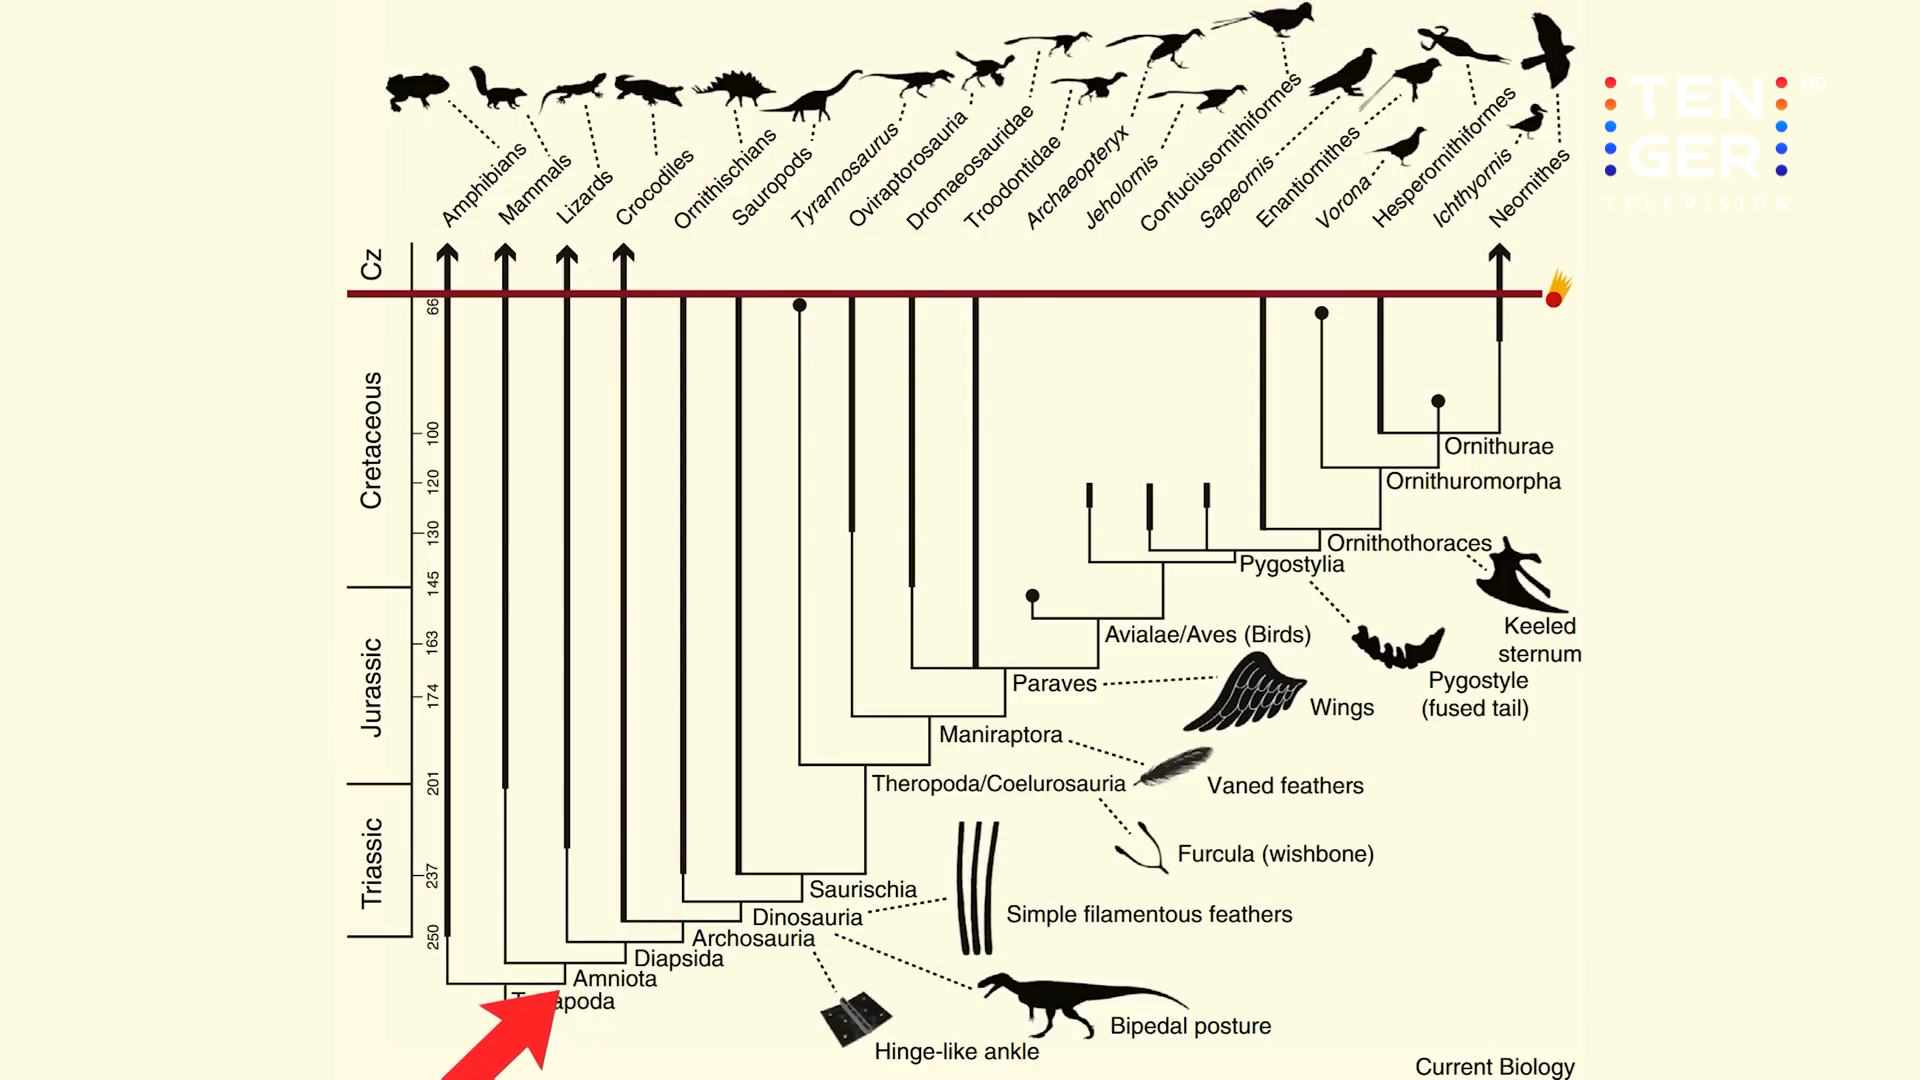 Amphibians
Mammals
Lizards
Crocodiles
Ornithischians
Sauropods
Tyrannosaurus
Oviraptorosauria
Dromaeosauridae
Troodontidae
Archaeopteryx
Jeholornis
Confuciusornithiformes
Sapeornis
Enantiornithes
Vorona
Hesperornithiformes
Ichthyornis
Neornithes
TEN
GER
TELEVISION
HD
Cz
66
Cretaceous
100
120
130
145
Jurassic
163
174
201
Triassic
237
250
Ornithurae
Ornithuromorpha
Ornithothoraces
Pygostylia
Keeled
sternum
Avialae/Aves (Birds)
Paraves
Pygostyle
(fused tail)
Wings
Maniraptora
Theropoda/Coelurosauria
Vaned feathers
Furcula (wishbone)
Saurischia
Dinosauria
Simple filamentous feathers
Archosauria
Diapsida
Amniota
Bipedal posture
Hinge-like ankle
Current Biology